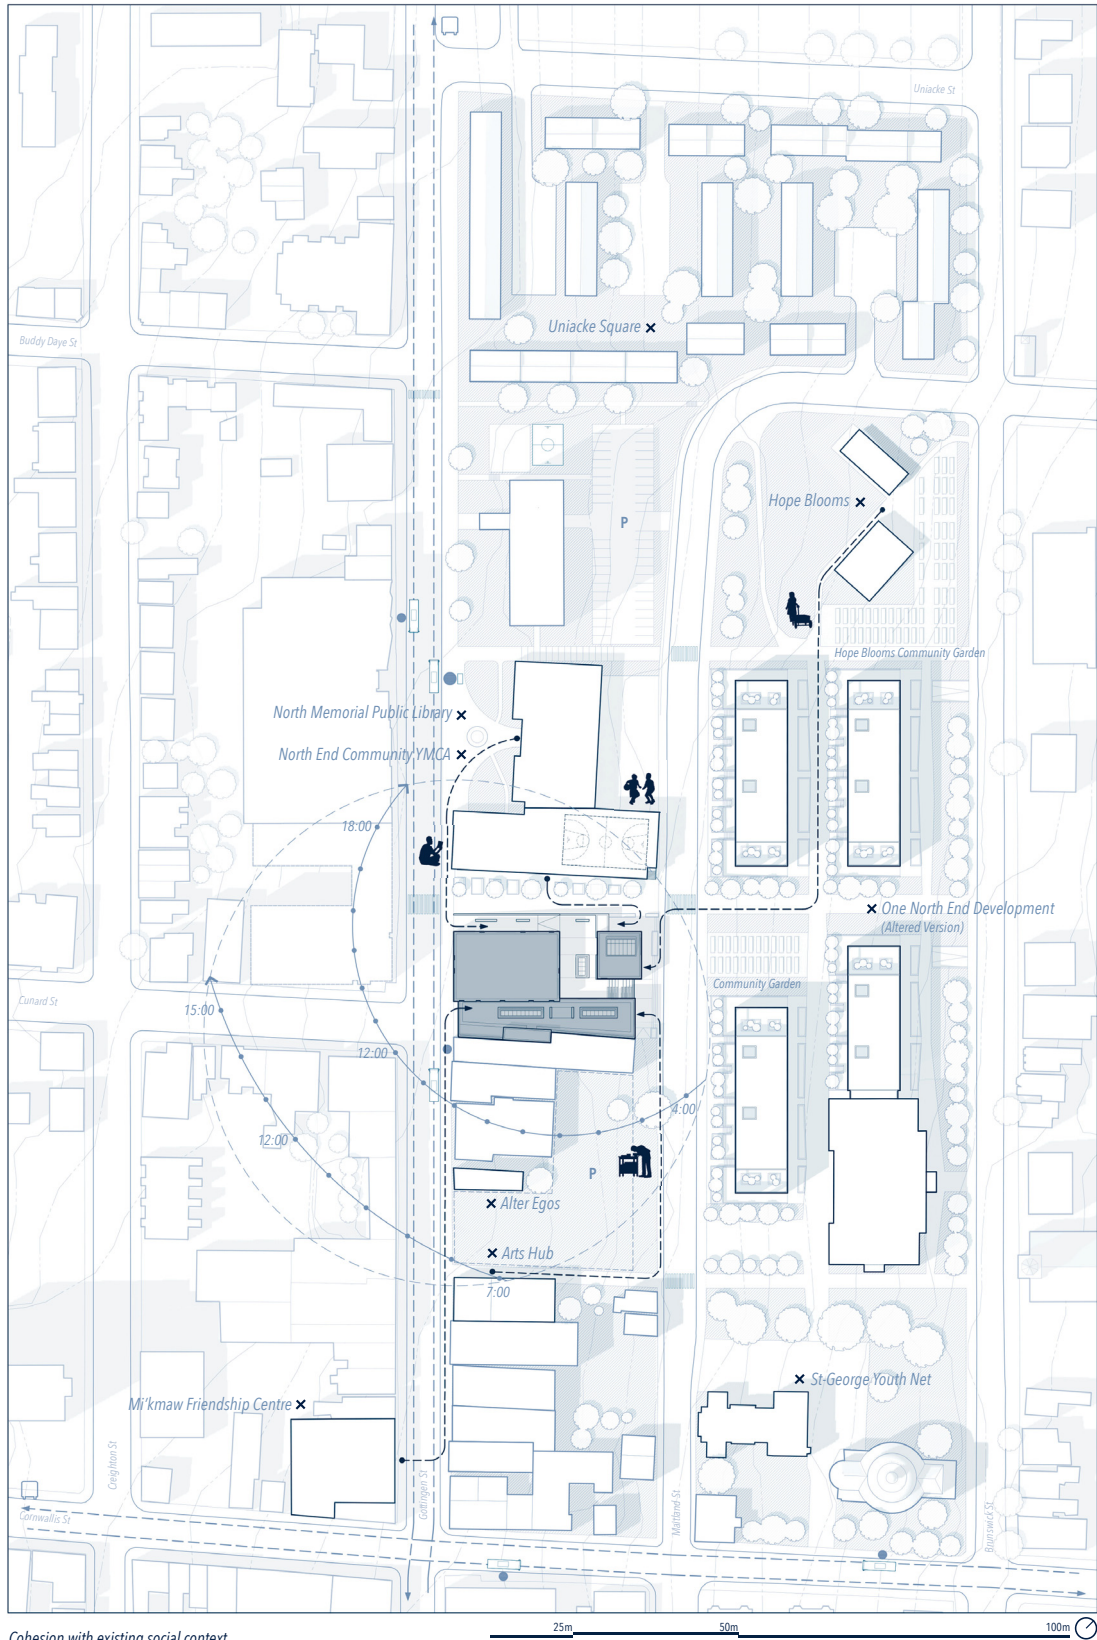 Uniacke St
Uniacke Square
Buddy Daye St
Hope Blooms
P
Hope Blooms Community Garden
North Memorial Public Library
North End Community YMCA
18:00
One North End Development
(Altered Version)
Community Garden
Cunard St
15:00
12:00
4:00
12:00
P
Alter Egos
Arts Hub
7:00
St-George Youth Net
Mi'kmaw Friendship Centre
Creighton St
Gottingen St
Maitland St
Brunswick St
Cornwallis St
25m
50m
100m
Cohesion with existing social context